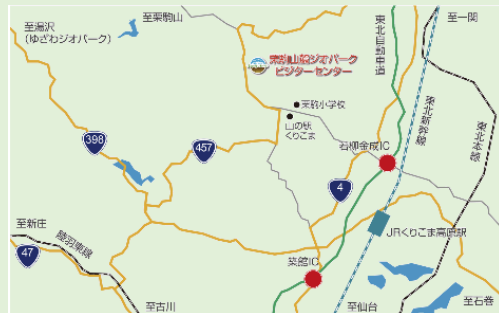 至栗駒山
至湯沢
(ゆざわジオパーク)
至一関
東北自動車道
栗駒山麓ジオパーク
ビジターセンター
栗駒小学校
山の駅
くりこま
東北新幹線
東北本線
若柳金成IC
398
457
4
至新庄
陸羽東線
47
JRくりこま高原駅
築館IC
至古川
至仙台
至石巻